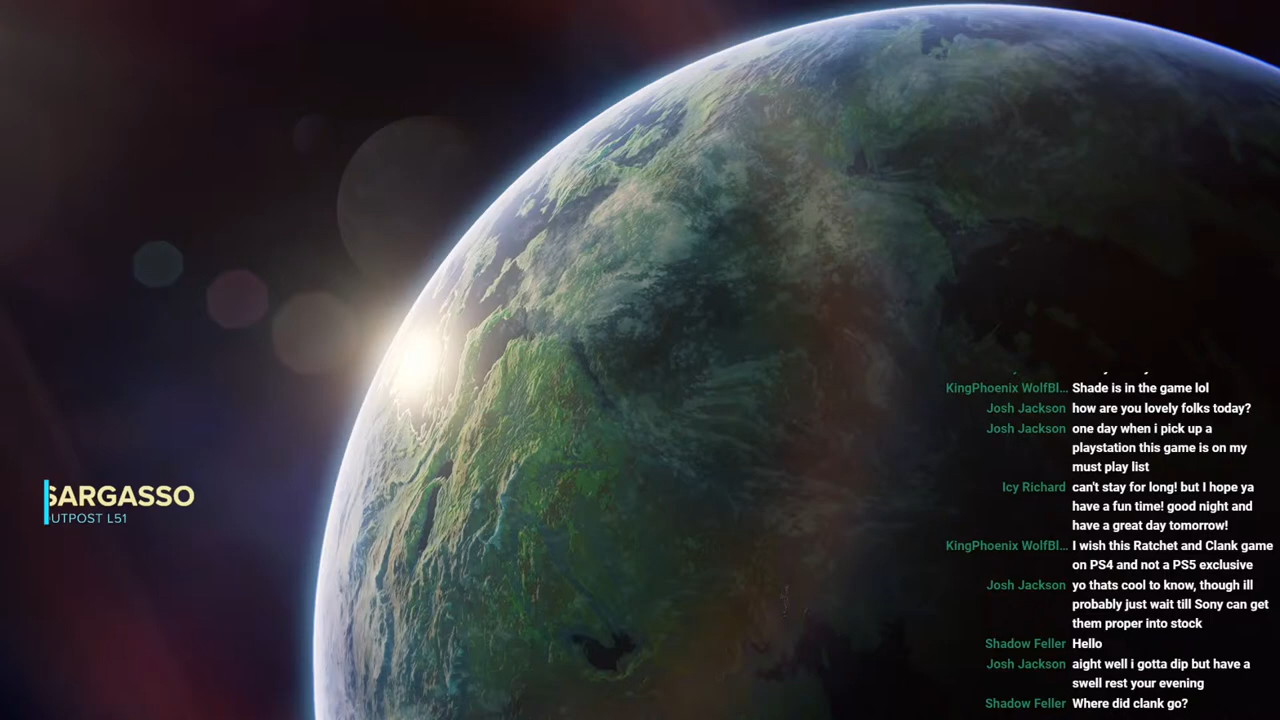 SARGASSO
UTPOST L51
KingPhoenix WolfBl... Shade is in the game lol
Josh Jackson how are you lovely folks today?
Josh Jackson one day when i pick up a
playstation this game is on my
must play list
Icy Richard can't stay for long! but I hope ya
have a fun time! good night and
have a great day tomorrow!
KingPhoenix WolfBl... I wish this Ratchet and Clank game
on PS4 and not a PS5 exclusive
Josh Jackson yo thats cool to know, though ill
probably just wait till Sony can get
them proper into stock
Shadow Feller Hello
Josh Jackson aight well i gotta dip but have a
swell rest your evening
Shadow Feller Where did clank go?